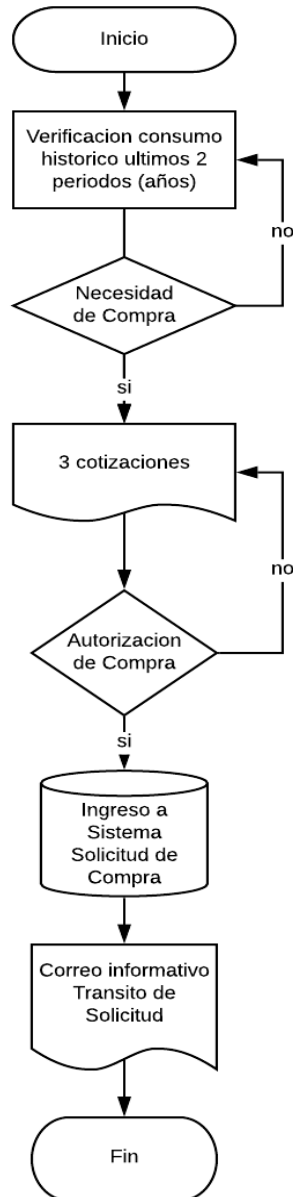 Inicio
Verificacion consumo
historico ultimos 2
periodos (años)
no
Necesidad
de Compra
si
3 cotizaciones
no
Autorizacion
de Compra
si
Ingreso a
Sistema
Solicitud de
Compra
Correo informativo
Transito de
Solicitud
Fin